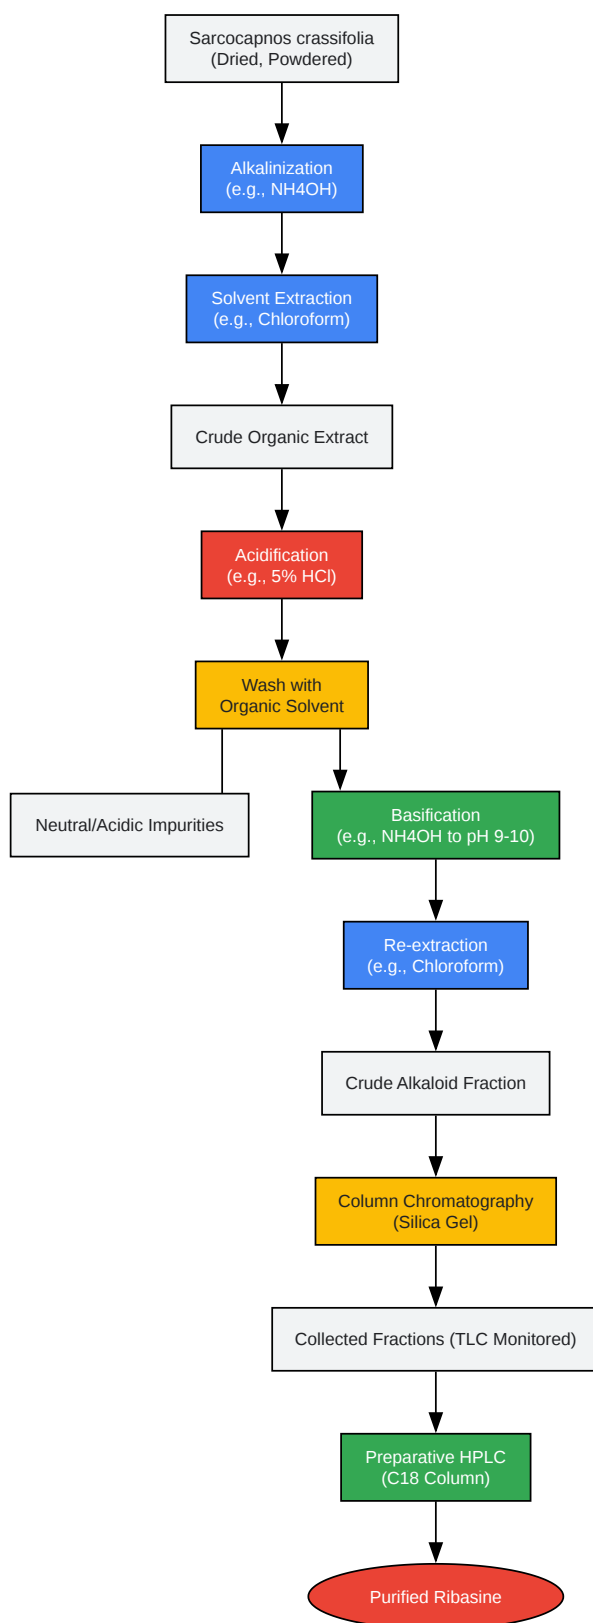 Sarcocapnos crassifolia
(Dried, Powdered)
Alkalinization
(e.g., NH4OH)
Solvent Extraction
(e.g., Chloroform)
Crude Organic Extract
Acidification
(e.g., 5% HCl)
Wash with
Organic Solvent
Neutral/Acidic Impurities
Basification
(e.g., NH4OH to pH 9-10)
Re-extraction
(e.g., Chloroform)
Crude Alkaloid Fraction
Column Chromatography
(Silica Gel)
Collected Fractions (TLC Monitored)
Preparative HPLC
(C18 Column)
Purified Ribasine